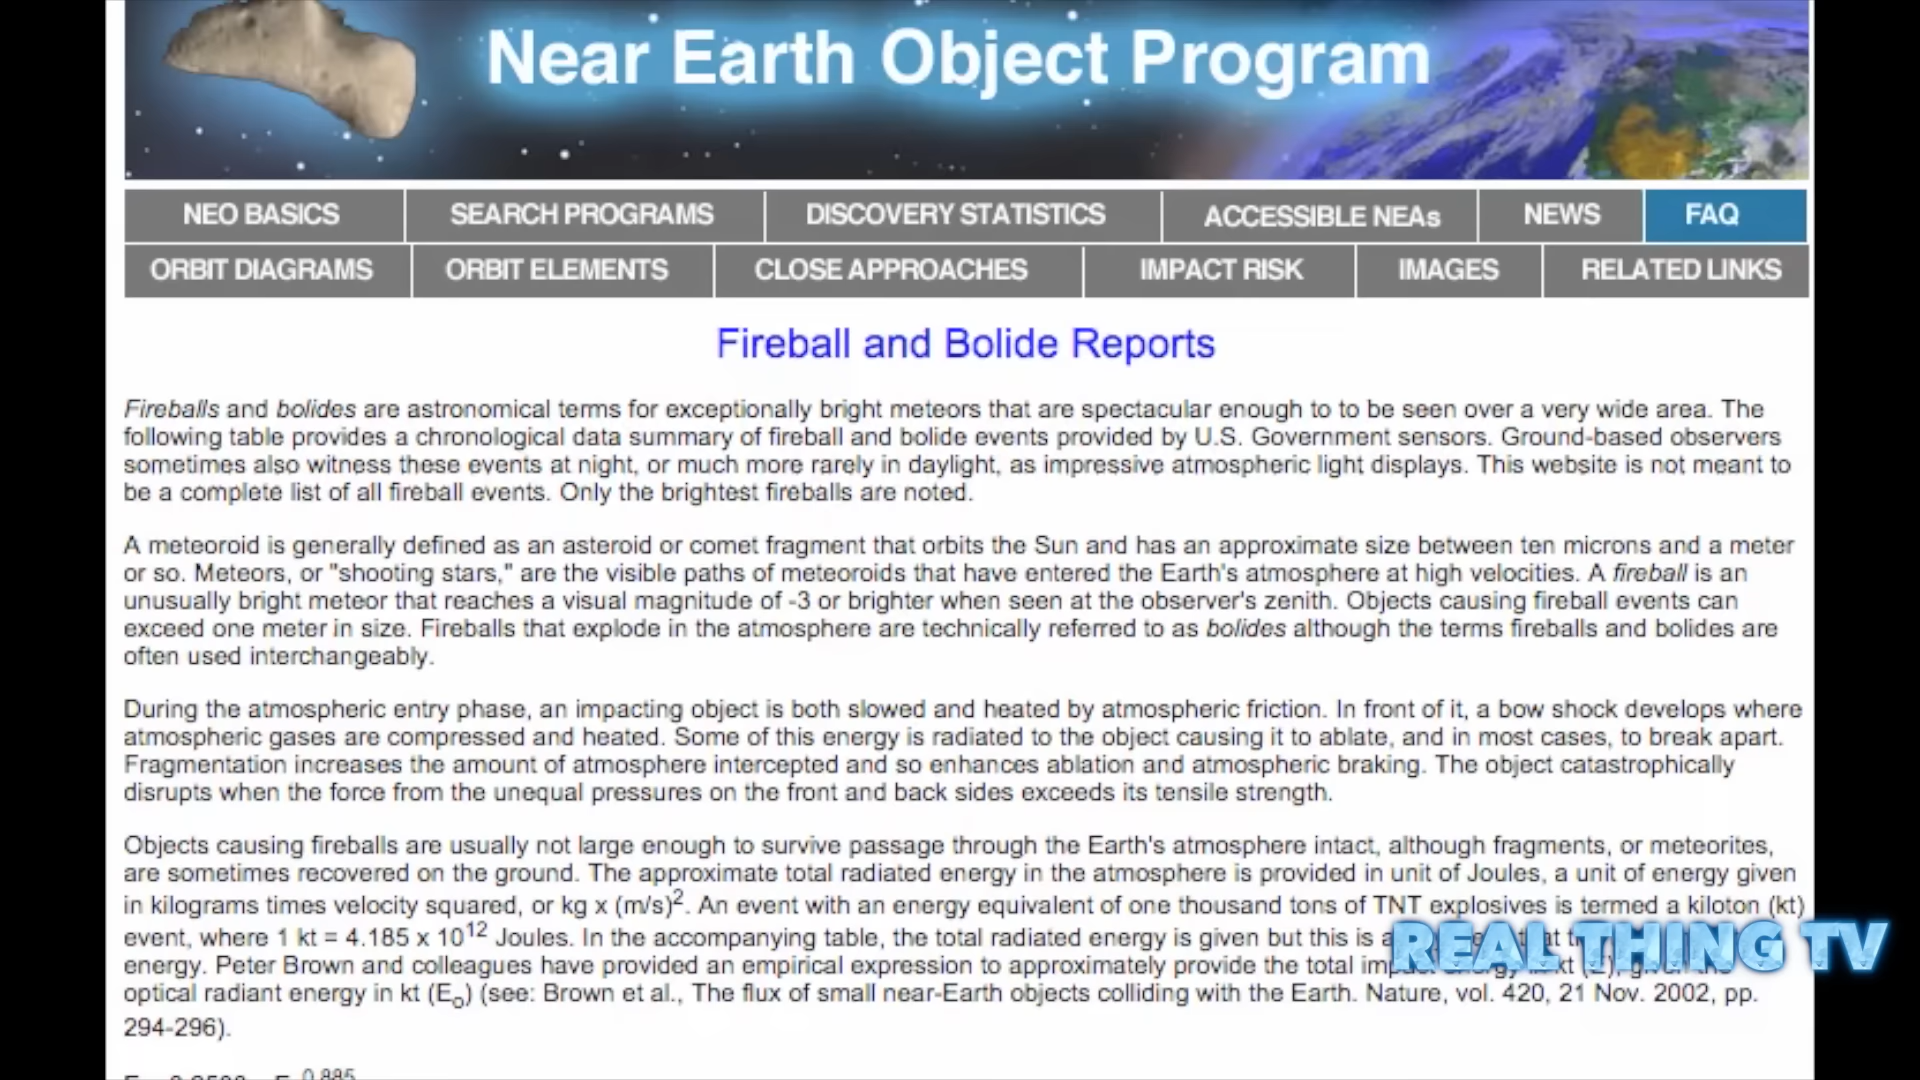 Near Earth Object Program
NEO BASICS SEARCH PROGRAMS DISCOVERY STATISTICS ACCESSIBLE NEAs NEWS FAQ
ORBIT DIAGRAMS ORBIT ELEMENTS CLOSE APPROACHES IMPACT RISK IMAGES RELATED LINKS
Fireball and Bolide Reports
Fireballs and bolides are astronomical terms for exceptionally bright meteors that are spectacular enough to to be seen over a very wide area. The
following table provides a chronological data summary of fireball and bolide events provided by U.S. Government sensors. Ground-based observers
sometimes also witness these events at night, or much more rarely in daylight, as impressive atmospheric light displays. This website is not meant to
be a complete list of all fireball events. Only the brightest fireballs are noted.
A meteoroid is generally defined as an asteroid or comet fragment that orbits the Sun and has an approximate size between ten microns and a meter
or so. Meteors, or "shooting stars," are the visible paths of meteoroids that have entered the Earth's atmosphere at high velocities. A fireball is an
unusually bright meteor that reaches a visual magnitude of -3 or brighter when seen at the observer's zenith. Objects causing fireball events can
exceed one meter in size. Fireballs that explode in the atmosphere are technically referred to as bolides although the terms fireballs and bolides are
often used interchangeably.
During the atmospheric entry phase, an impacting object is both slowed and heated by atmospheric friction. In front of it, a bow shock develops where
atmospheric gases are compressed and heated. Some of this energy is radiated to the object causing it to ablate, and in most cases, to break apart.
Fragmentation increases the amount of atmosphere intercepted and so enhances ablation and atmospheric braking. The object catastrophically
disrupts when the force from the unequal pressures on the front and back sides exceeds its tensile strength.
Objects causing fireballs are usually not large enough to survive passage through the Earth's atmosphere intact, although fragments, or meteorites,
are sometimes recovered on the ground. The approximate total radiated energy in the atmosphere is provided in unit of Joules, a unit of energy given
in kilograms times velocity squared, or kg x (m/s)2. An event with an energy equivalent of one thousand tons of TNT explosives is termed a kiloton (kt)
event, where 1 kt = 4.185 x 1012 Joules. In the accompanying table, the total radiated energy is given but this is
energy. Peter Brown and colleagues have provided an empirical expression to approximately provide the total
optical radiant energy in kt (Eo) (see: Brown et al., The flux of small near-Earth objects colliding with the Earth. Nature, vol. 420, 21 Nov. 2002, pp.
294-296).
0.885
REAL THING TV